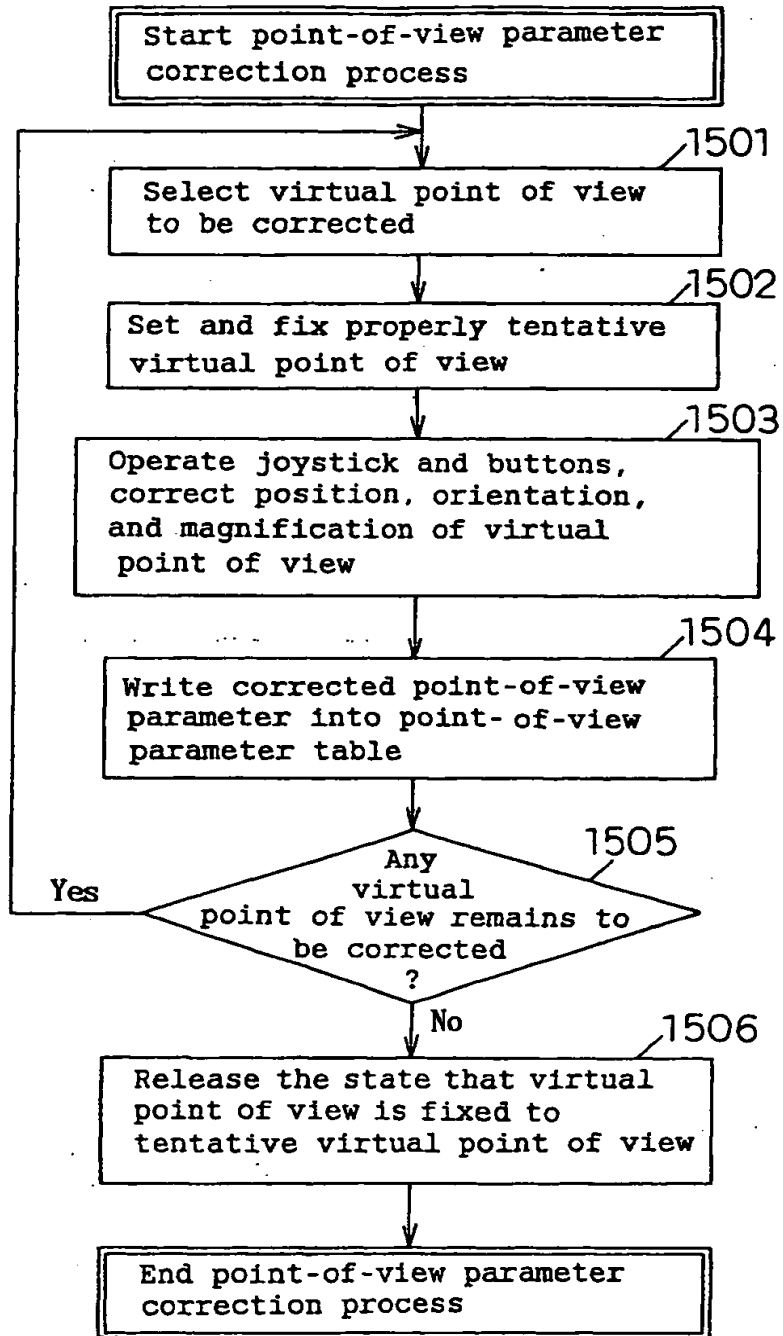 Start point-of-view parameter
correction process
1501
Select virtual point of view
to be corrected
1502
Set and fix properly tentative
virtual point of view
1503
Operate joystick and buttons,
correct position, orientation,
and magnification of virtual
point of view
1504
Write corrected point-of-view
parameter into point-of-view
parameter table
1505
Any
virtual
point of view remains to
be corrected
?
Yes
No
1506
Release the state that virtual
point of view is fixed to
tentative virtual point of view
End point-of-view parameter
correction process